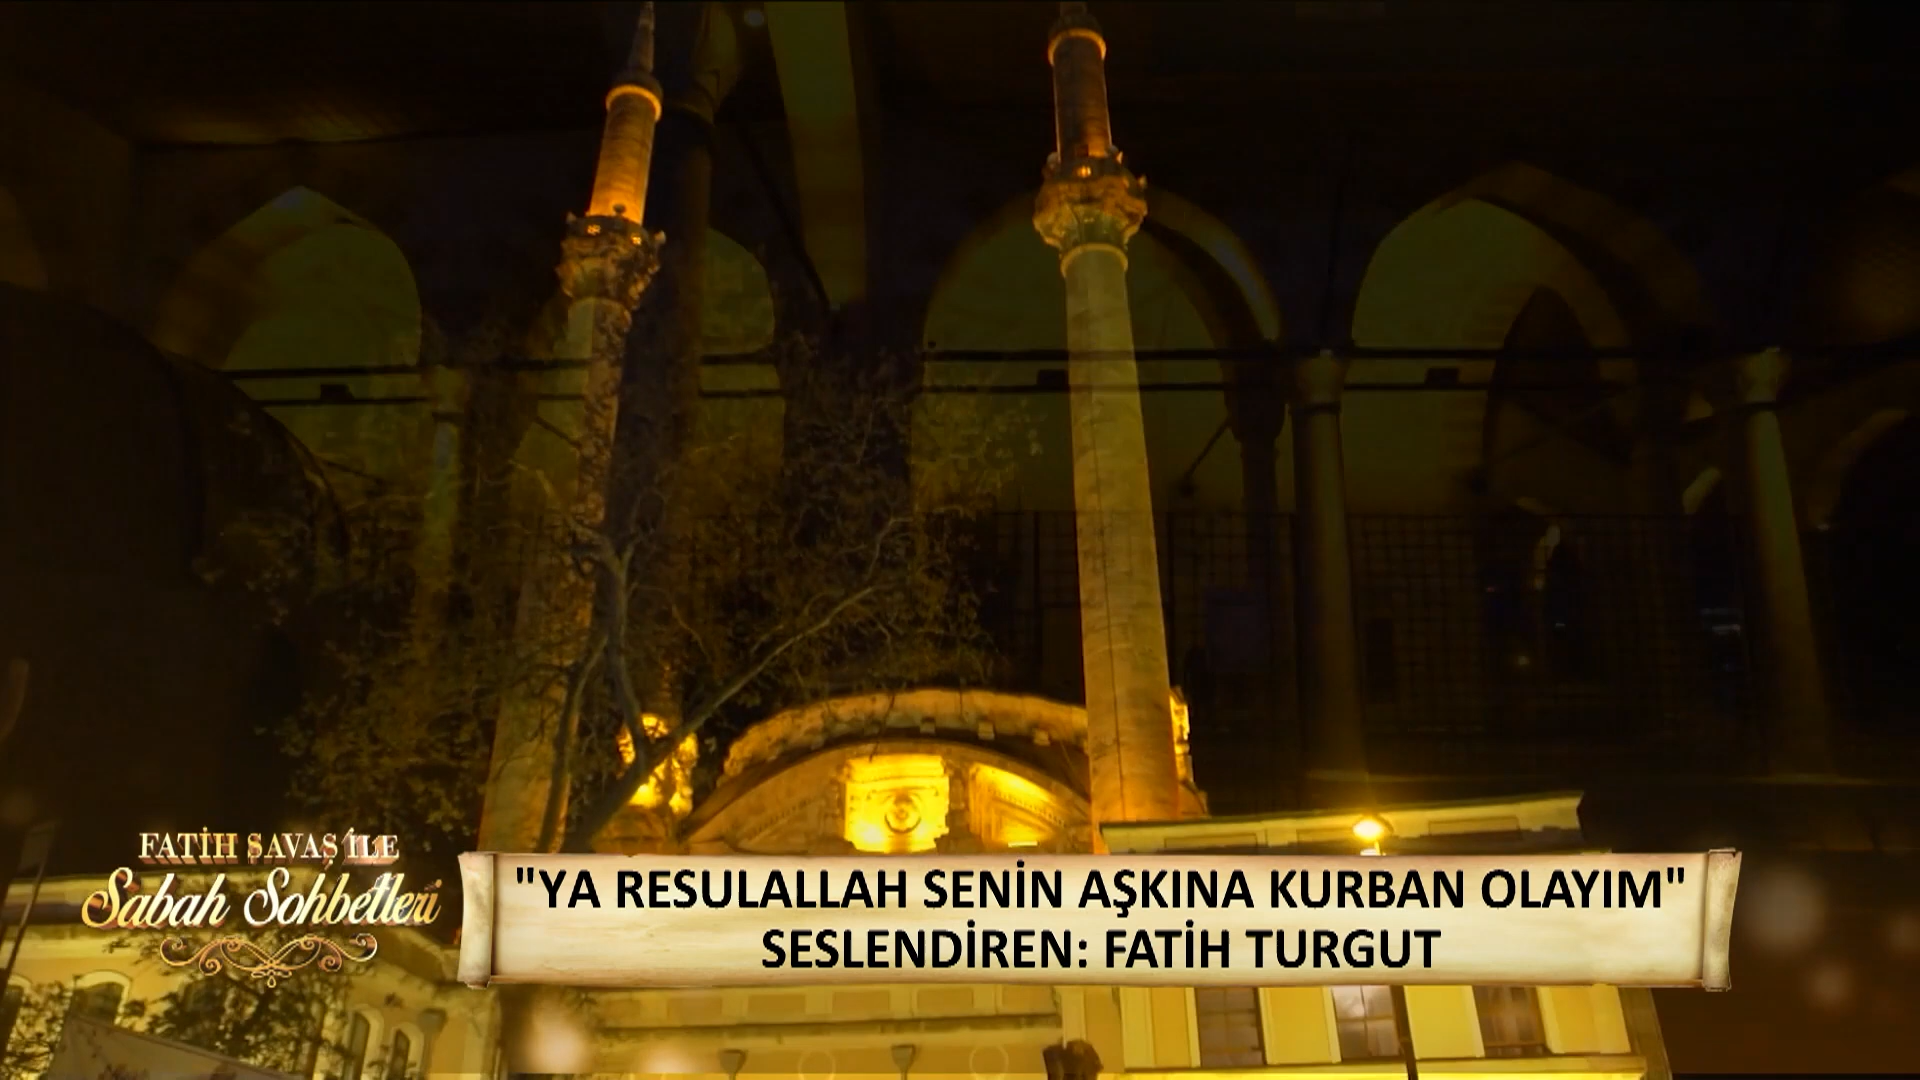 FATİH SAVAŞ İLE
Sabah Sohbetleri
"YA RESULALLAH SENİN AŞKINA KURBAN OLAYIM"
SESLENDİREN: FATİH TURGUT